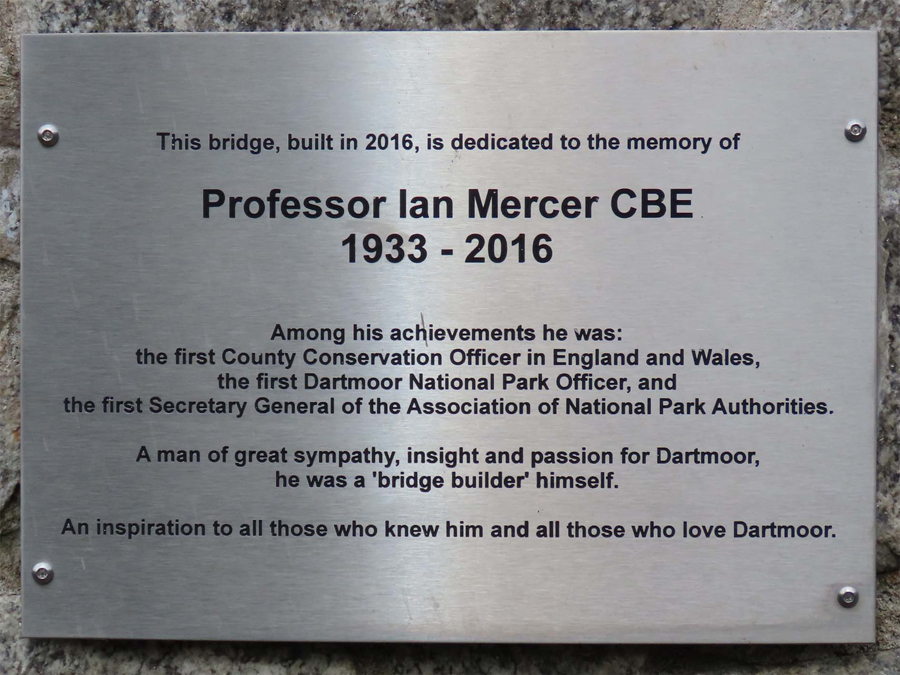 This bridge, built in 2016, is dedicated to the memory of
Professor Ian Mercer CBE
1933 - 2016
Among his achievements he was:
the first County Conservation Officer in England and Wales,
the first Dartmoor National Park Officer, and
the first Secretary General of the Association of National Park Authorities.
A man of great sympathy, insight and passion for Dartmoor,
he was a 'bridge builder' himself.
An inspiration to all those who knew him and all those who love Dartmoor.